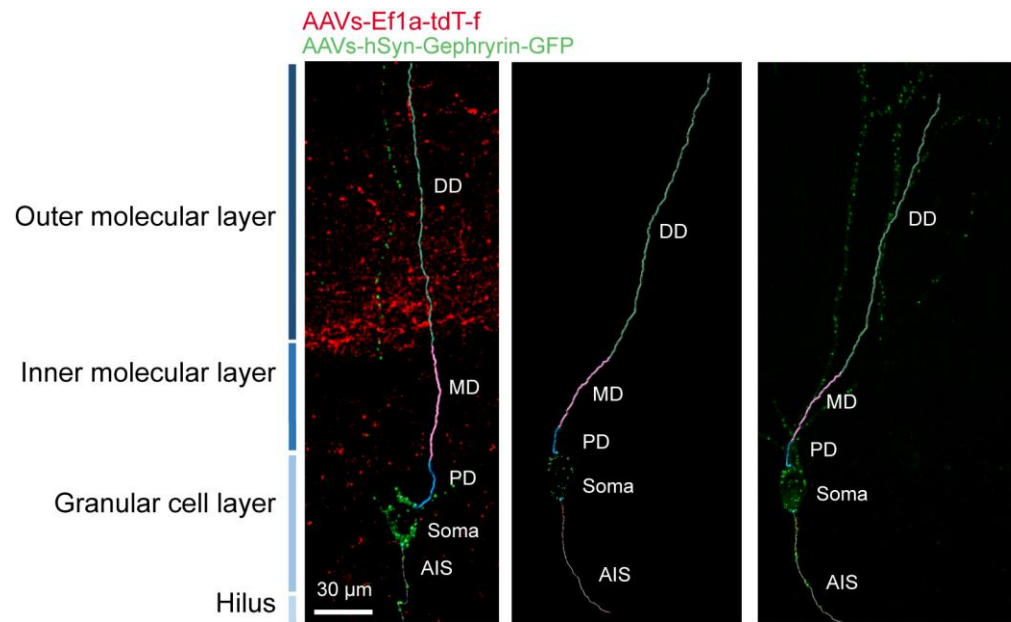 AAVs-Ef1a-tdT-f
AAVs-hSyn-Gephryrin-GFP
Outer molecular layer
Inner molecular layer
Granular cell layer
Hilus
DD
MD
PD
Soma
AIS
30 μm
DD
MD
PD
Soma
AIS
DD
MD
PD
Soma
AIS